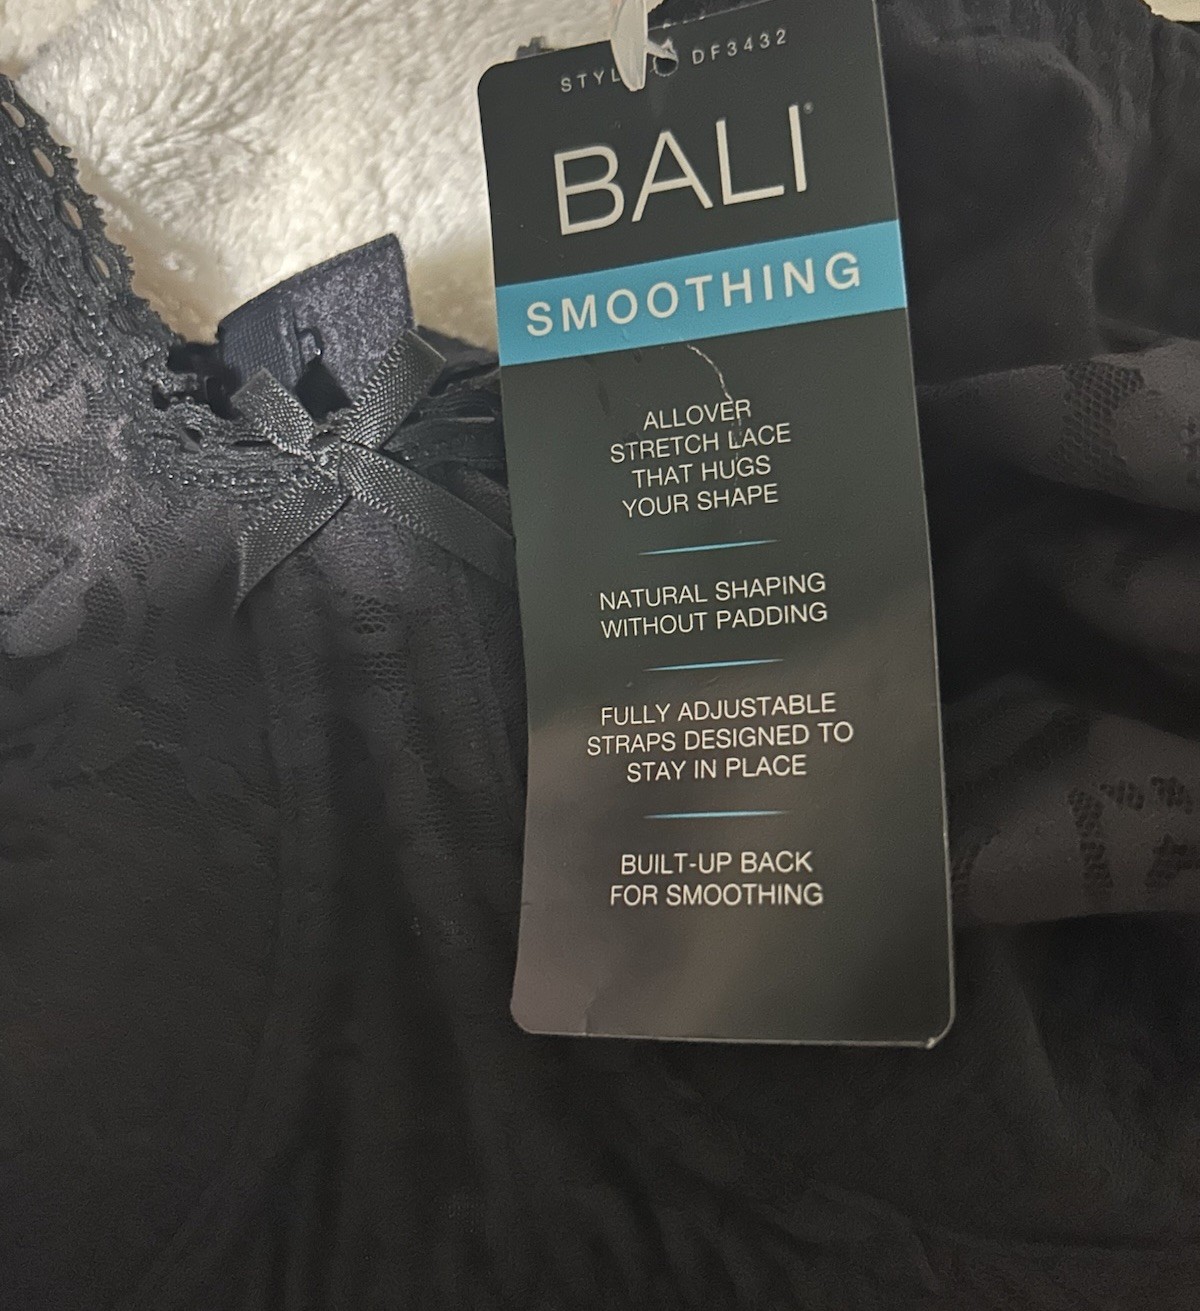 STYL DF3432
BALI®
SMOOTHING
ALLOVER
STRETCH LACE
THAT HUGS
YOUR SHAPE
NATURAL SHAPING
WITHOUT PADDING
FULLY ADJUSTABLE
STRAPS DESIGNED TO
STAY IN PLACE
BUILT-UP BACK
FOR SMOOTHING